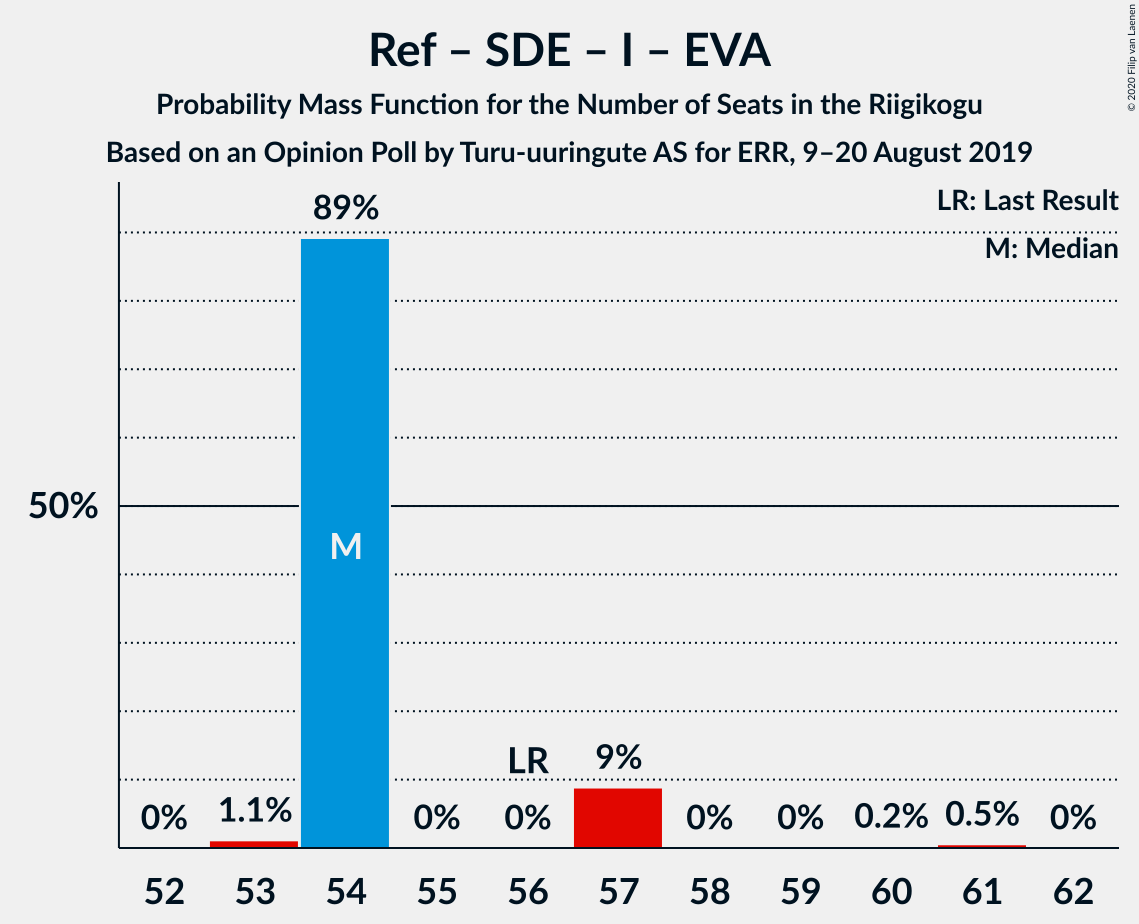 Ref – SDE – I – EVA
Probability Mass Function for the Number of Seats in the Riigikogu
Based on an Opinion Poll by Turu-uuringute AS for ERR, 9–20 August 2019
© 2020 Filip van Laenen
LR: Last Result
M: Median
89%
50%
M
LR
9%
0%
1.1%
0%
0%
0%
0%
0.2%
0.5%
0%
52 53 54 55 56 57 58 59 60 61 62